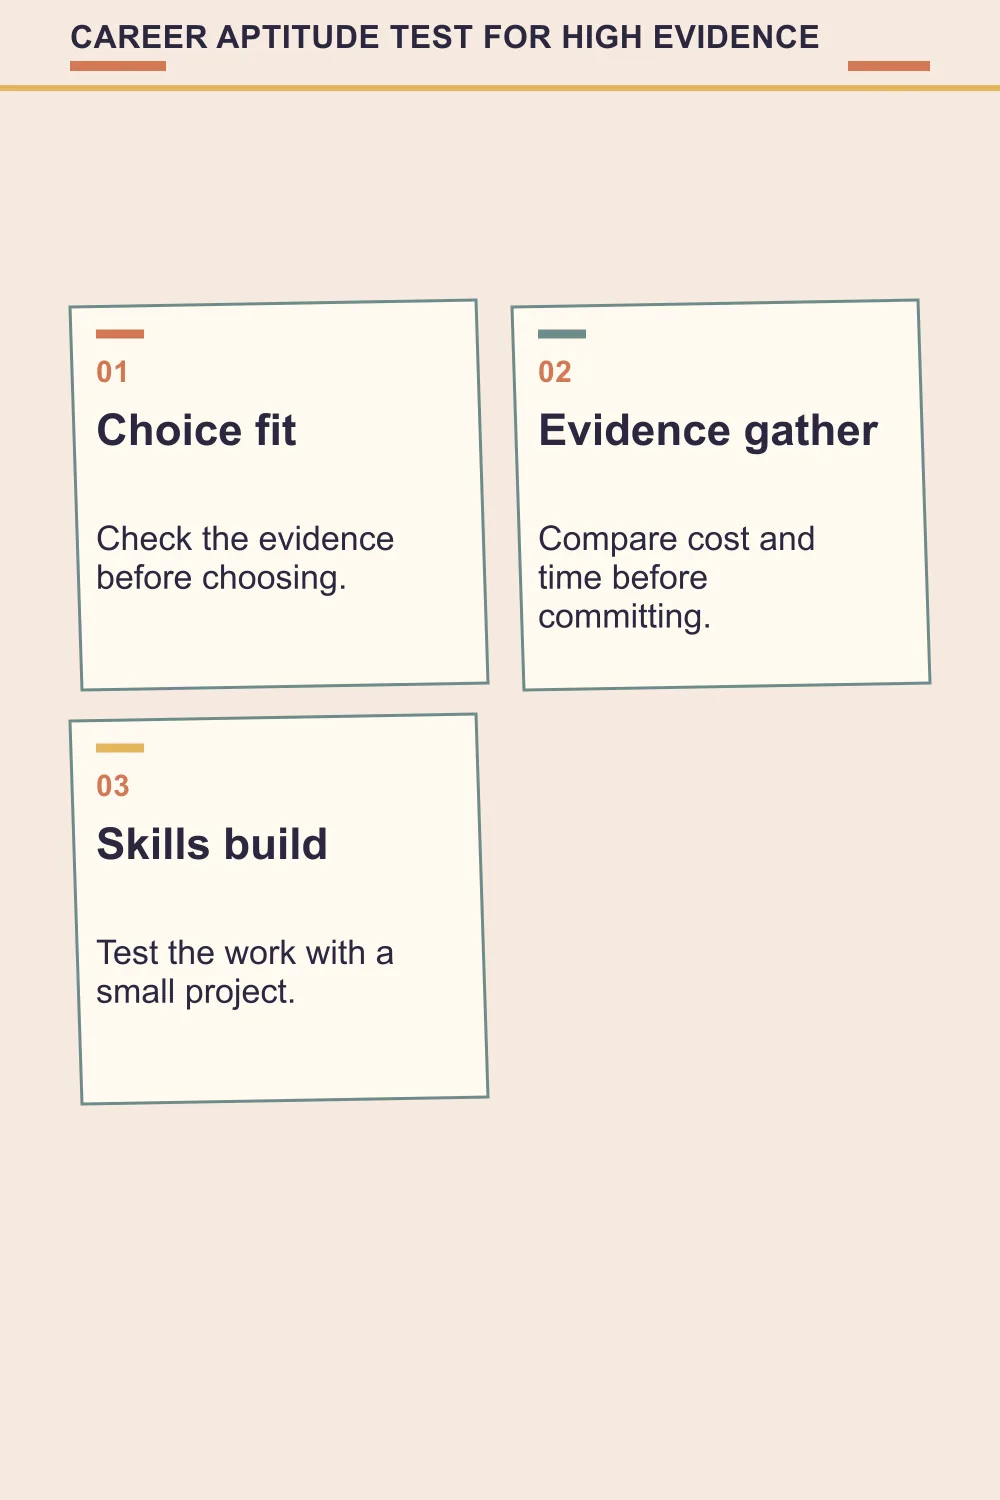 CAREER APTITUDE TEST FOR HIGH EVIDENCE
01
Choice fit
Check the evidence
before choosing.
02
Evidence gather
Compare cost and
time before
committing.
03
Skills build
Test the work with a
small project.